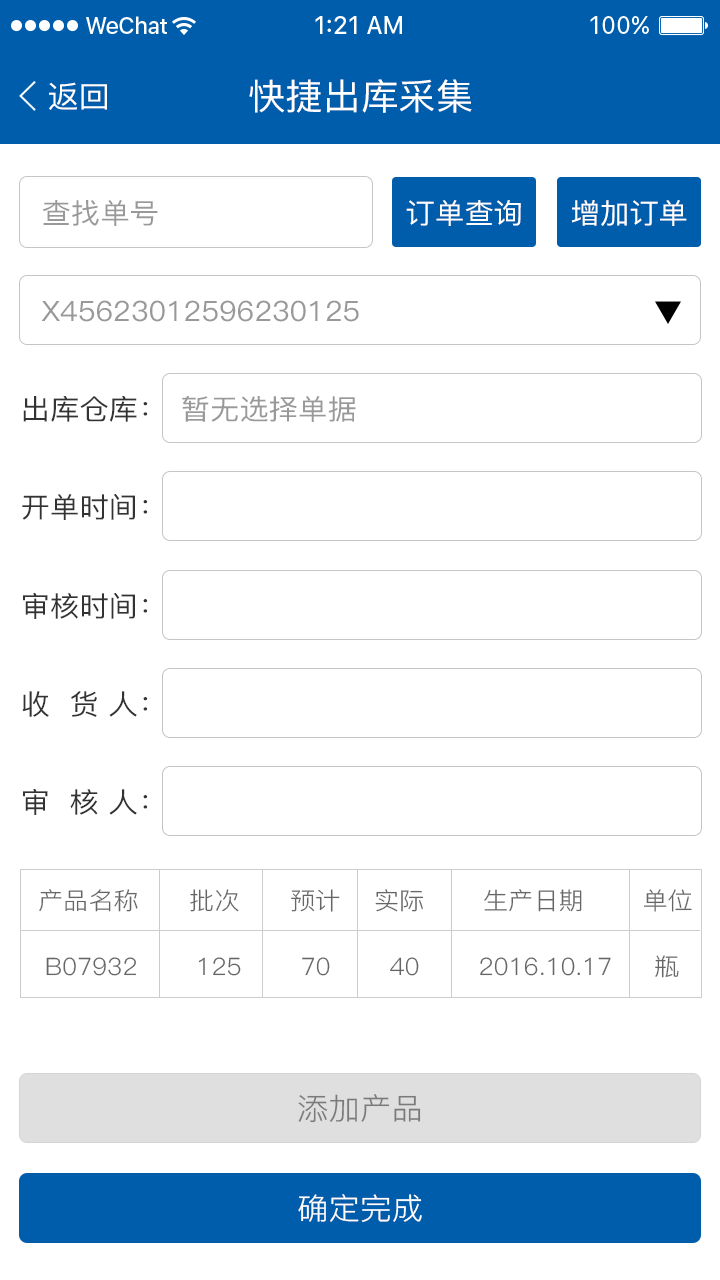 WeChat 1:21 AM 100%
返回 快捷出库采集
查找单号 订单查询 增加订单
X45623012596230125
出库仓库： 暂无选择单据
开单时间：
审核时间：
收 货 人：
审 核 人：
产品名称 批次 预计 实际 生产日期 单位
B07932 125 70 40 2016.10.17 瓶
添加产品
确定完成